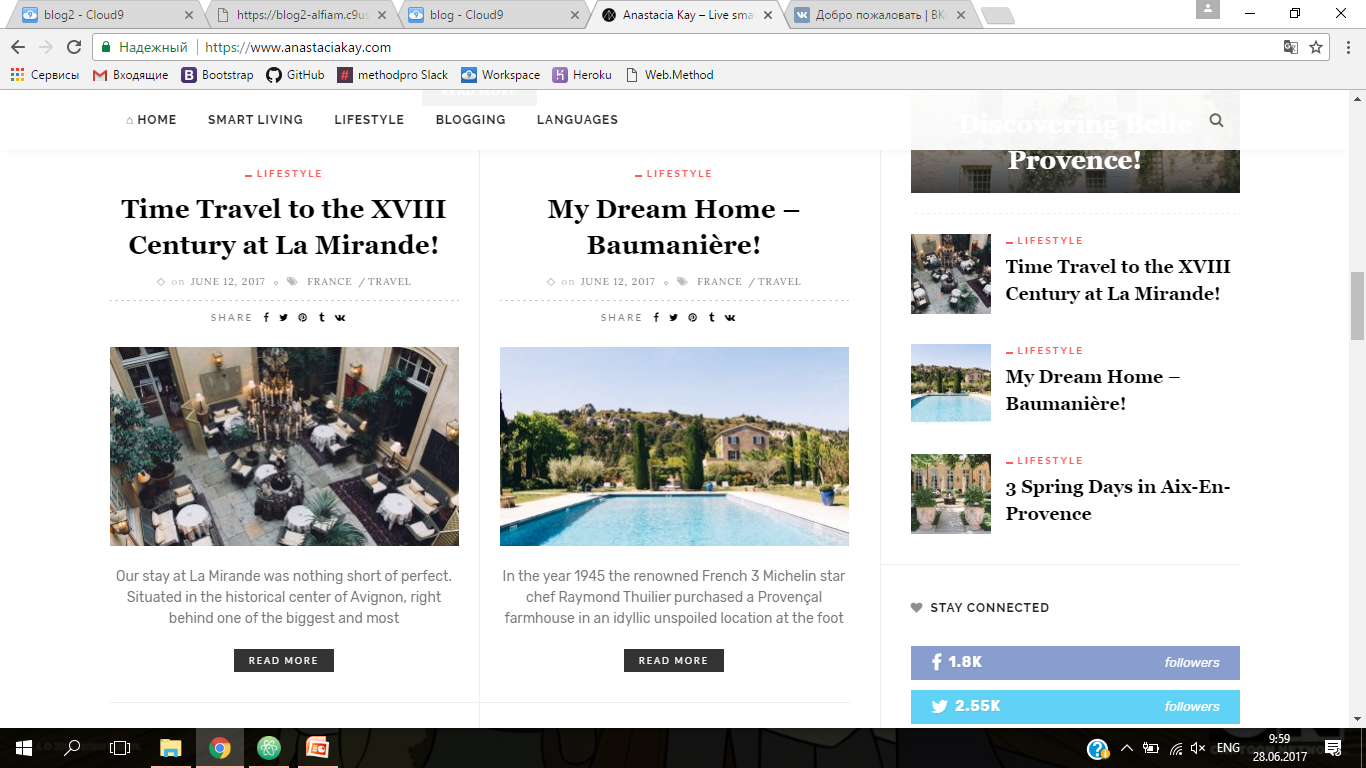 blog2 - Cloud9
https://blog2-alfiam.c9us
blog - Cloud9
Anastacia Kay – Live sma
Добро пожаловать | ВКо
Надежный
https://www.anastaciakay.com
Сервисы
Входящие
Bootstrap
GitHub
methodpro Slack
Workspace
Heroku
Web.Method
READ MORE
HOME
SMART LIVING
LIFESTYLE
BLOGGING
LANGUAGES
LIFESTYLE
Time Travel to the XVIII
Century at La Mirande!
on JUNE 12, 2017 FRANCE / TRAVEL
SHARE
Our stay at La Mirande was nothing short of perfect.
Situated in the historical center of Avignon, right
behind one of the biggest and most
READ MORE
LIFESTYLE
My Dream Home –
Baumanière!
on JUNE 12, 2017 FRANCE / TRAVEL
SHARE
In the year 1945 the renowned French 3 Michelin star
chef Raymond Thuilier purchased a Provençal
farmhouse in an idyllic unspoiled location at the foot
READ MORE
Discovering Belle
Provence!
LIFESTYLE
Time Travel to the XVIII
Century at La Mirande!
LIFESTYLE
My Dream Home –
Baumanière!
LIFESTYLE
3 Spring Days in Aix-En-
Provence
STAY CONNECTED
1.8K followers
2.55K followers
ENG
9:59
28.06.2017